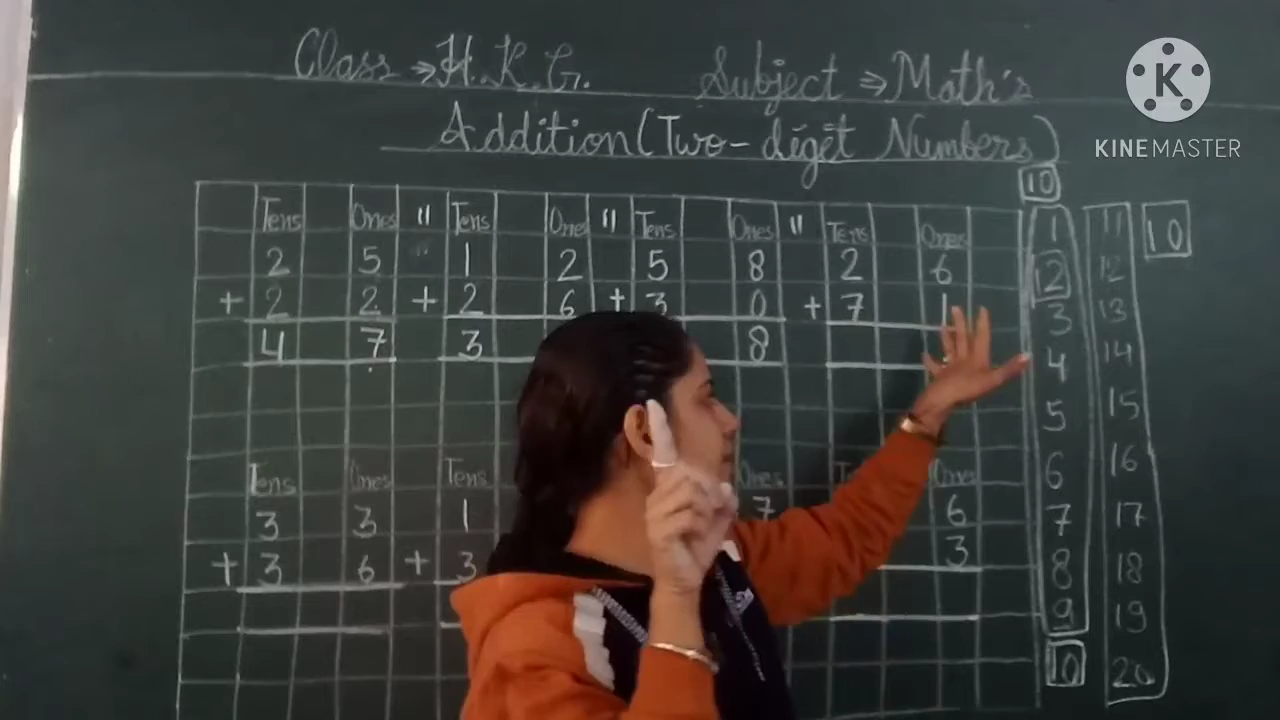 Class → H.K.G. Subject ⇒ Math's
KINEMASTER
Addition (Two-digit Numbers)
10
Tens Ones " Tens Ones " Tens Ones " Tens Ones 1 11 10
2 5 " 1 2 5 8 2 6 12 12
+ 2 2 + 2 6 + 3 0 + 7 1 3 13
4 7 3 8 4 14
5 15
Tens Ones Tens Ones Ones 6 16
3 3 1 7 6 7 17
+ 3 6 + 3 3 8 18
9 19
10 20